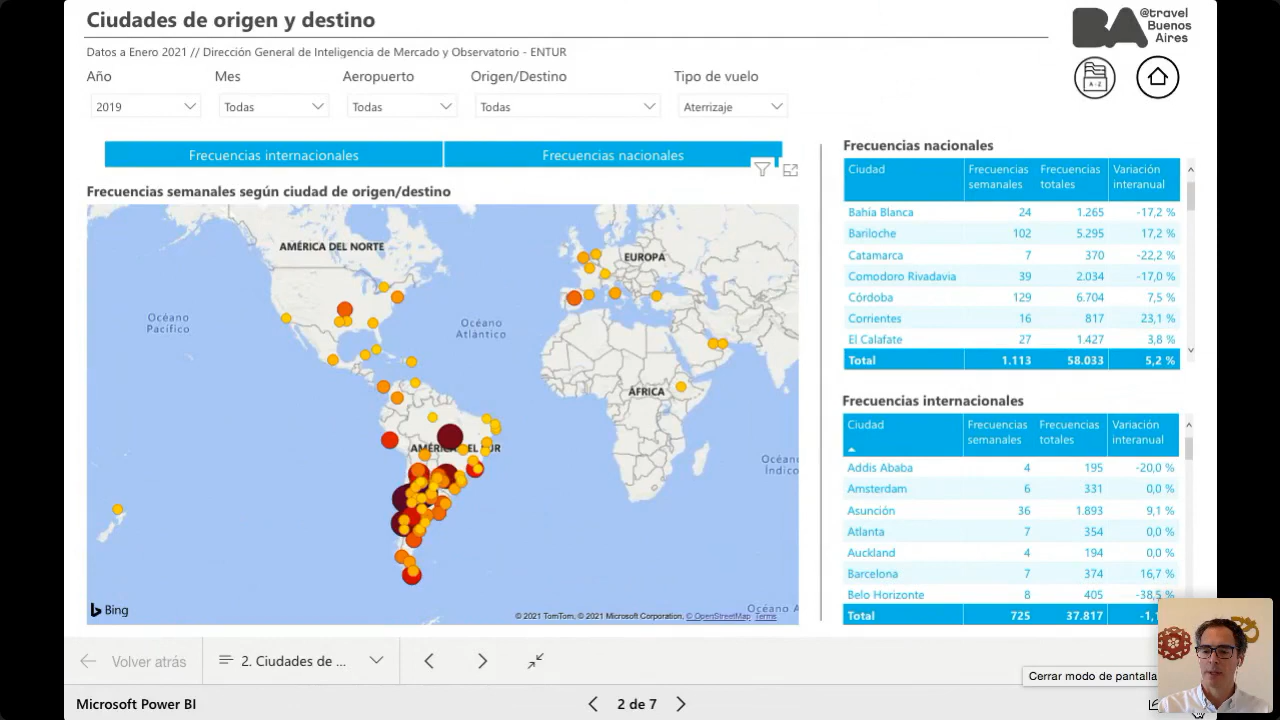 Ciudades de origen y destino
BA
@travel
Buenos
Aires
Datos a Enero 2021 // Dirección General de Inteligencia de Mercado y Observatorio - ENTUR
Año Mes Aeropuerto Origen/Destino Tipo de vuelo
2019 Todas Todas Todas Aterrizaje
A-Z
Frecuencias internacionales Frecuencias nacionales
Frecuencias semanales según ciudad de origen/destino
AMÉRICA DEL NORTE
EUROPA
Océano
Pacífico
Océano
Atlántico
ÁFRICA
Océano
Índico
Bing
© 2021 TomTom, © 2021 Microsoft Corporation, © OpenStreetMap Terms
Océano A
Frecuencias nacionales
Ciudad Frecuencias semanales Frecuencias totales Variación interanual
Bahía Blanca 24 1.265 -17,2 %
Bariloche 102 5.295 17,2 %
Catamarca 7 370 -22,2 %
Comodoro Rivadavia 39 2.034 -17,0 %
Córdoba 129 6.704 7,5 %
Corrientes 16 817 23,1 %
El Calafate 27 1.427 3,8 %
Total 1.113 58.033 5,2 %
Frecuencias internacionales
Ciudad Frecuencias semanales Frecuencias totales Variación interanual
Addis Ababa 4 195 -20,0 %
Amsterdam 6 331 0,0 %
Asunción 36 1.893 9,1 %
Atlanta 7 354 0,0 %
Auckland 4 194 0,0 %
Barcelona 7 374 16,7 %
Belo Horizonte 8 405 -38,5 %
Total 725 37.817 -1,1
Volver atrás 2. Ciudades de ...
Cerrar modo de pantalla
Microsoft Power BI 2 de 7